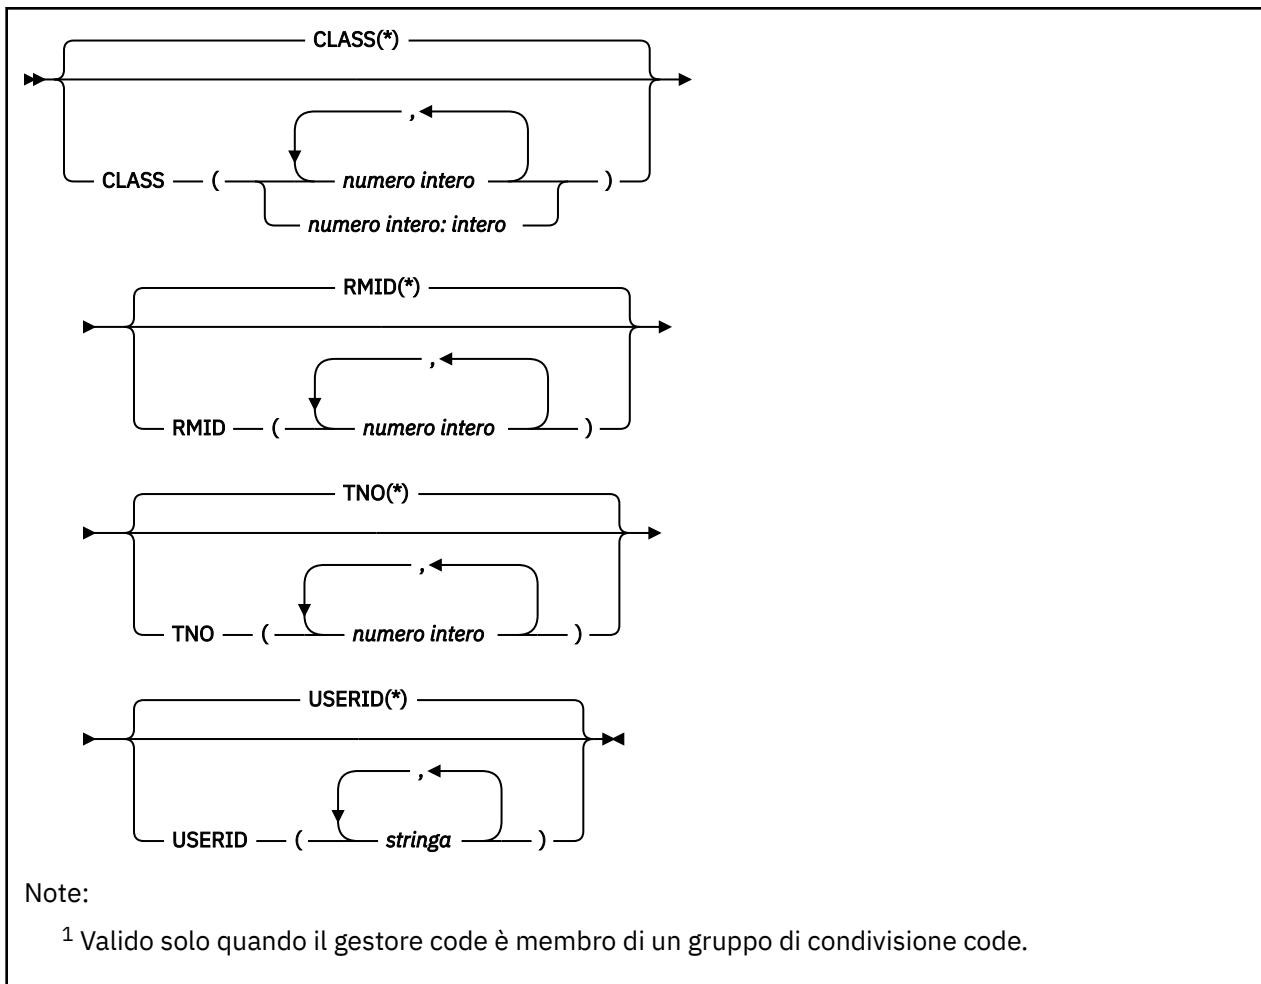 CLASS(*)
,
CLASS ( numero intero )
numero intero: intero
RMID(*)
,
RMID ( numero intero )
TNO(*)
,
TNO ( numero intero )
USERID(*)
,
USERID ( stringa )
Note:
1 Valido solo quando il gestore code è membro di un gruppo di condivisione code.